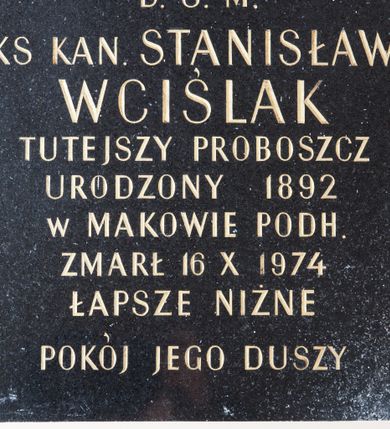 D. O. M.
KS KAN. STANISŁAW
WCIŚLAK
TUTEJSZY PROBOSZCZ
URODZONY 1892
w MAKOWIE PODH.
ZMARŁ 16 X 1974
ŁAPSZE NIŻNE
POKÓJ JEGO DUSZY